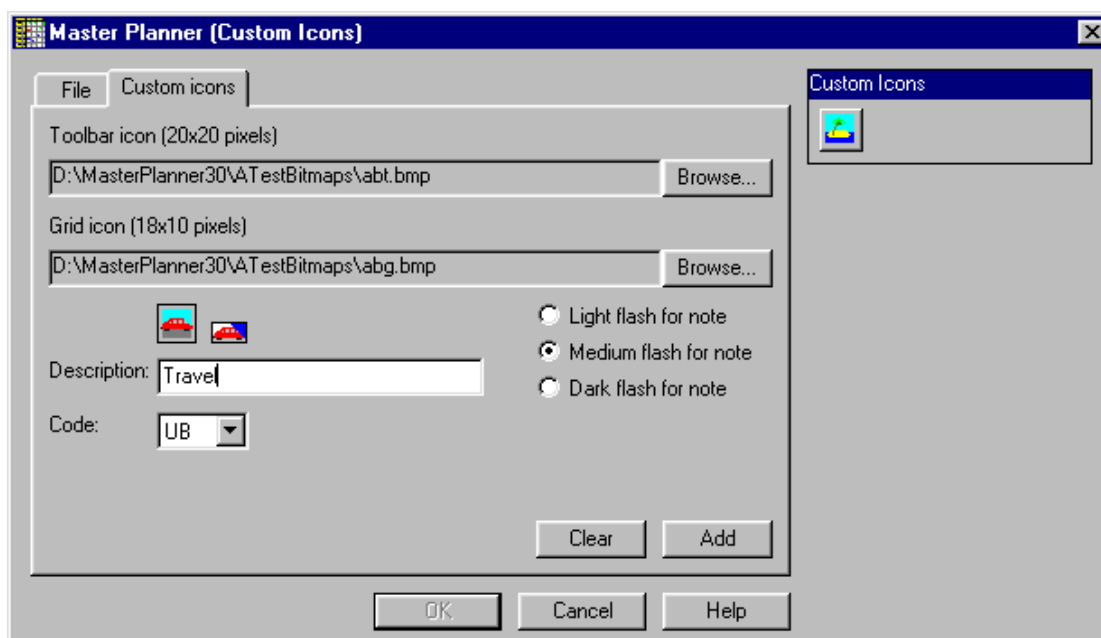 Master Planner (Custom Icons)
File
Custom icons
Custom Icons
Toolbar icon (20x20 pixels)
D:\MasterPlanner30\ATestBitmaps\abt.bmp
Browse...
Grid icon (18x10 pixels)
D:\MasterPlanner30\ATestBitmaps\abg.bmp
Browse...
Light flash for note
Medium flash for note
Dark flash for note
Description:
Travel
Code:
UB
Clear
Add
OK
Cancel
Help